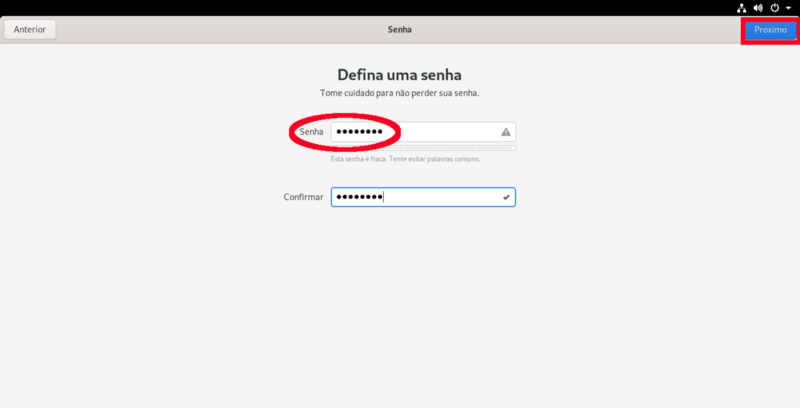 Anterior
Senha
Próximo
Defina uma senha
Tome cuidado para não perder sua senha.
Senha ●●●●●●●●
Esta senha é fraca. Tente evitar palavras comuns.
Confirmar ●●●●●●●●